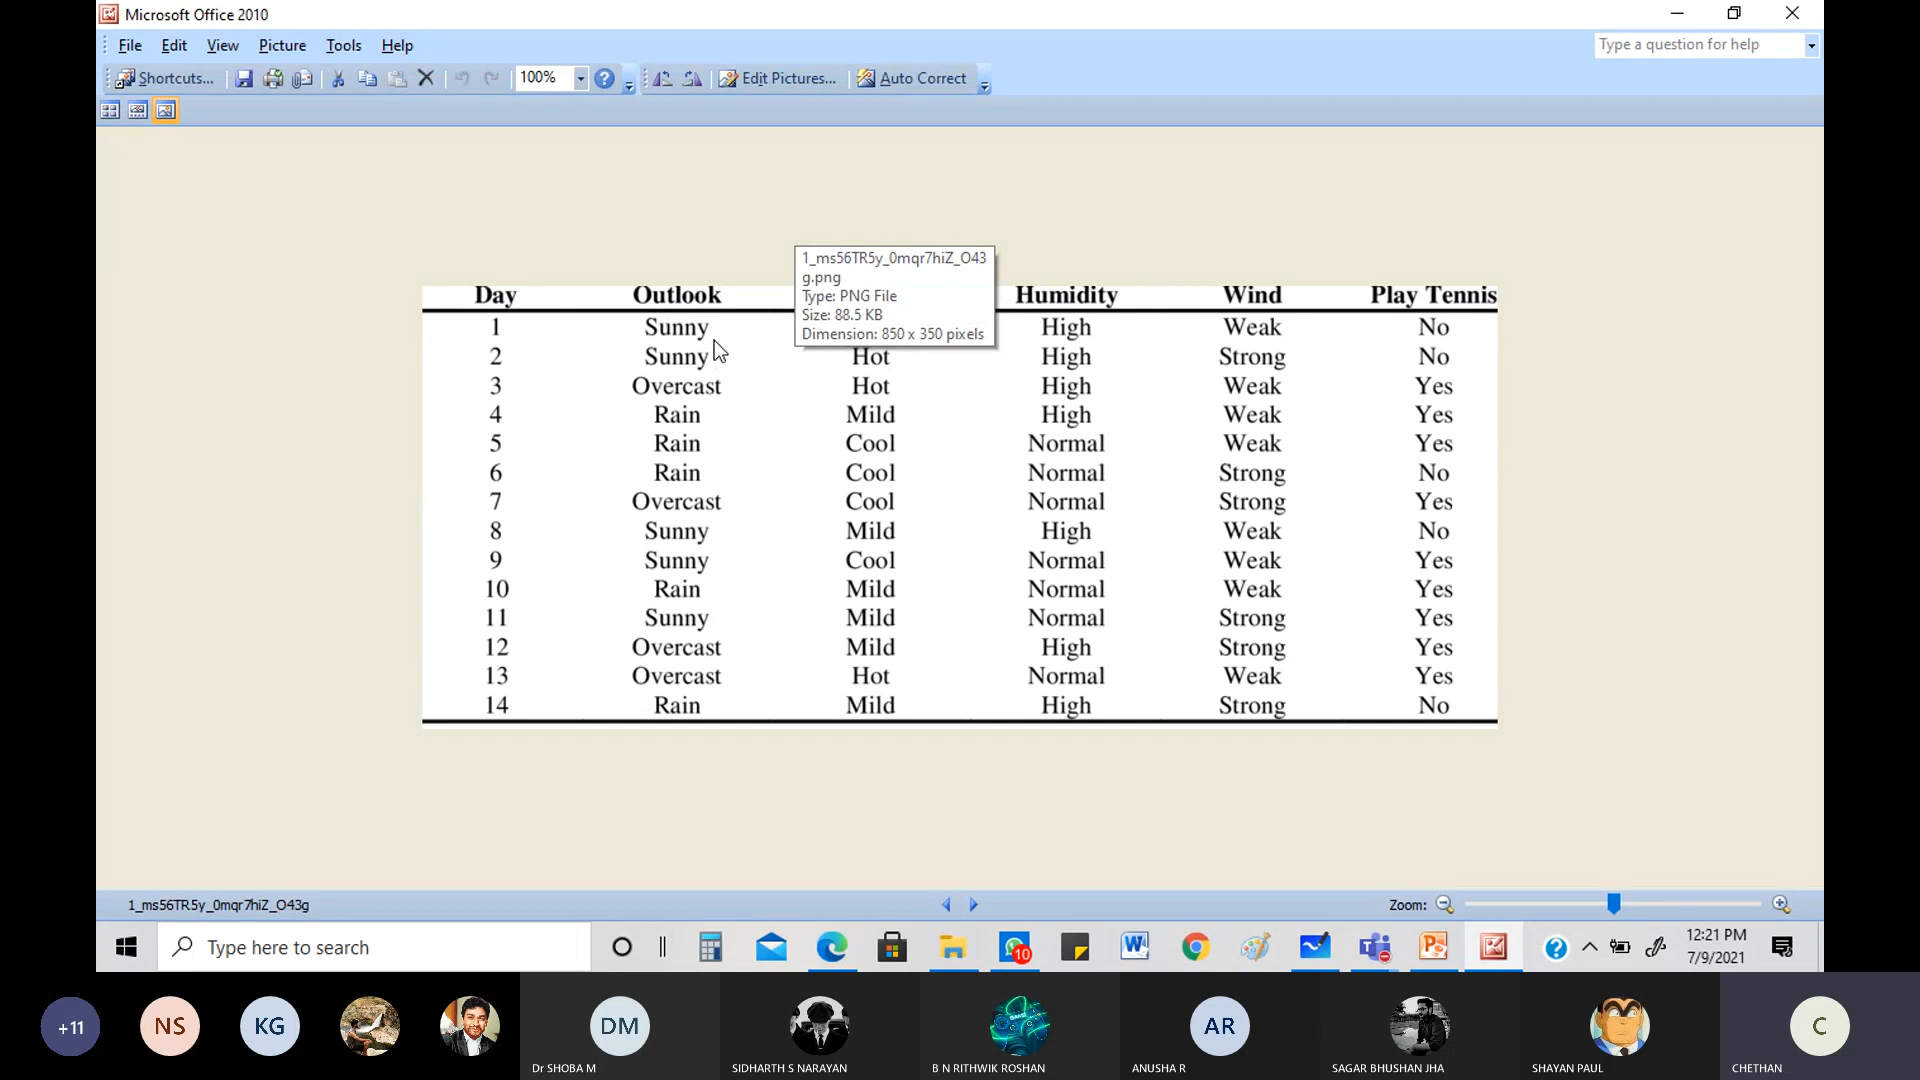 Microsoft Office 2010
File Edit View Picture Tools Help
Type a question for help
Shortcuts... 100% Edit Pictures... Auto Correct
1_ms56TR5y_0mqr7hiZ_O43
g.png
Type: PNG File
Size: 88.5 KB
Dimension: 850 x 350 pixels
Day Outlook Humidity Wind Play Tennis
1 Sunny High Weak No
2 Sunny Hot High Strong No
3 Overcast Hot High Weak Yes
4 Rain Mild High Weak Yes
5 Rain Cool Normal Weak Yes
6 Rain Cool Normal Strong No
7 Overcast Cool Normal Strong Yes
8 Sunny Mild High Weak No
9 Sunny Cool Normal Weak Yes
10 Rain Mild Normal Weak Yes
11 Sunny Mild Normal Strong Yes
12 Overcast Mild High Strong Yes
13 Overcast Hot Normal Weak Yes
14 Rain Mild High Strong No
1_ms56TR5y_0mqr7hiZ_O43g Zoom:
Type here to search 10 12:21 PM
7/9/2021
+11 NS KG DM AR C
Dr SHOBA M SIDHARTH S NARAYAN B N RITHWIK ROSHAN ANUSHA R SAGAR BHUSHAN JHA SHAYAN PAUL CHETHAN